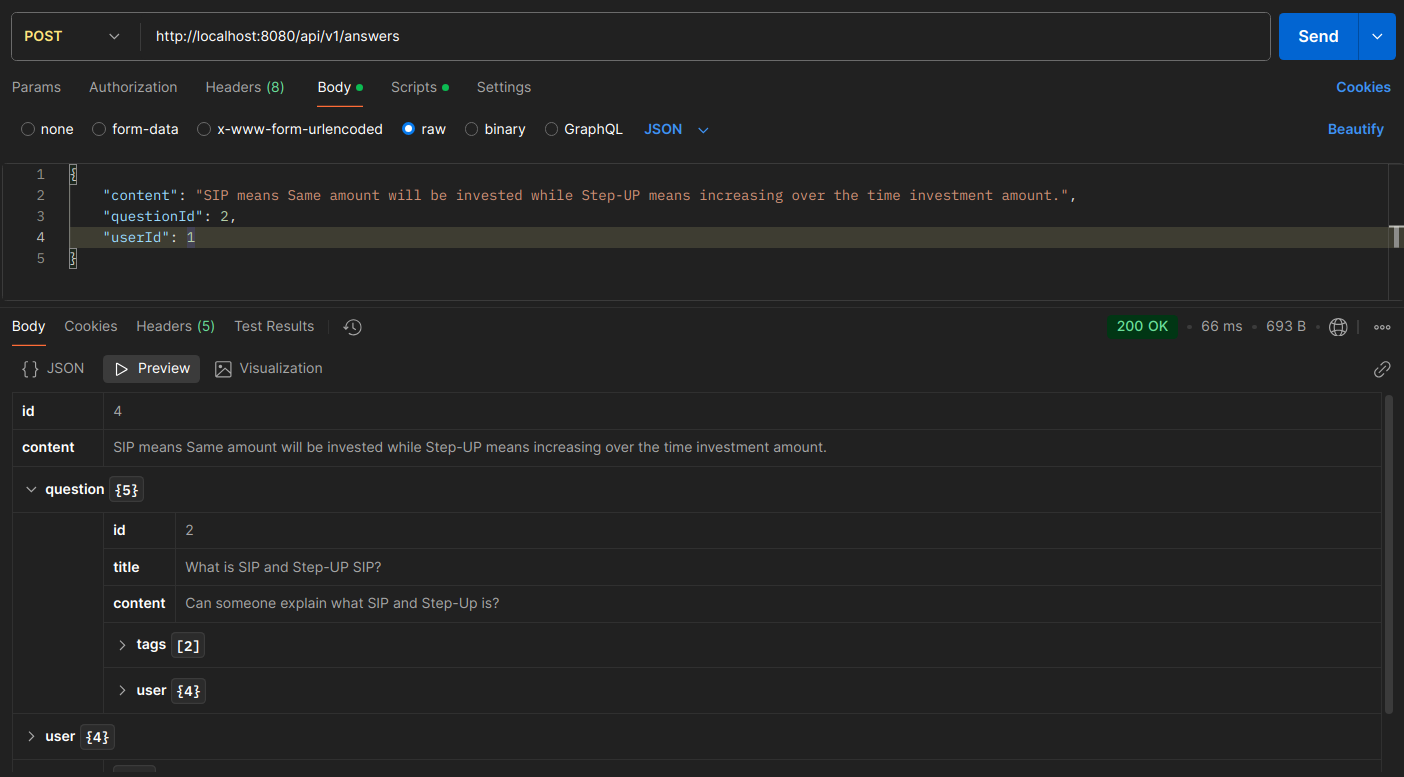 POST http://localhost:8080/api/v1/answers Send
Params Authorization Headers (8) Body Scripts Settings Cookies
none form-data x-www-form-urlencoded raw binary GraphQL JSON Beautify
1 {
2 "content": "SIP means Same amount will be invested while Step-UP means increasing over the time investment amount.",
3 "questionId": 2,
4 "userId": 1
5 }
Body Cookies Headers (5) Test Results 200 OK 66 ms 693 B
{} JSON Preview Visualization
id 4
content SIP means Same amount will be invested while Step-UP means increasing over the time investment amount.
question {5}
id 2
title What is SIP and Step-UP SIP?
content Can someone explain what SIP and Step-Up is?
tags [2]
user {4}
user {4}